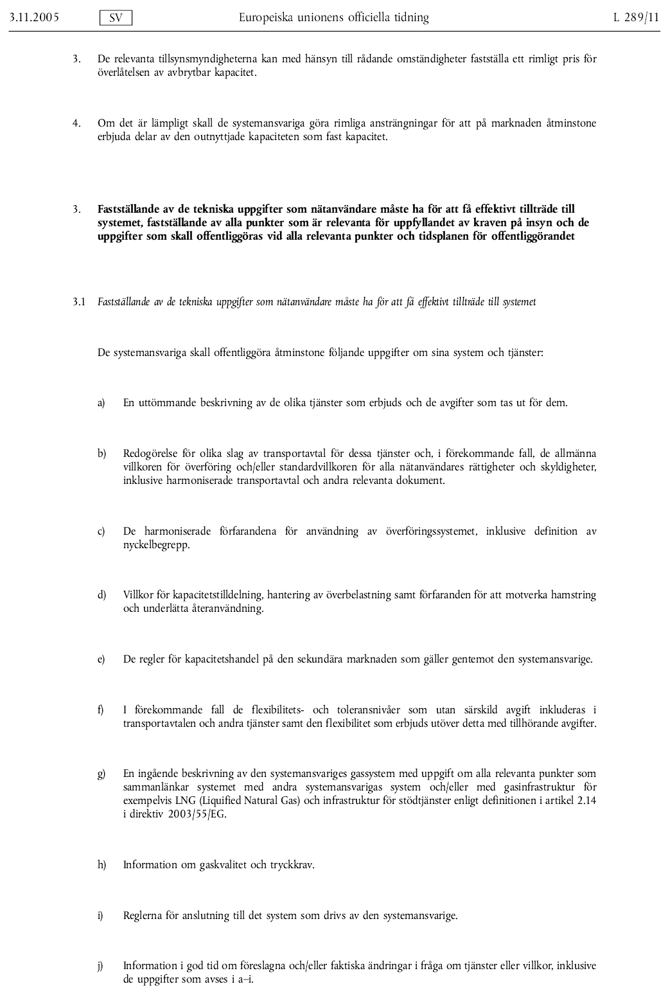 3.11.2005 SV Europeiska unionens officiella tidning L 289/11
3. De relevanta tillsynsmyndigheterna kan med hänsyn till rådande omständigheter fastställa ett rimligt pris för
överlåtelsen av avbrytbar kapacitet.
4. Om det är lämpligt skall de systemansvariga göra rimliga ansträngningar för att på marknaden åtminstone
erbjuda delar av den outnyttjade kapaciteten som fast kapacitet.
3. Fastställande av de tekniska uppgifter som nätanvändare måste ha för att få effektivt tillträde till
systemet, fastställande av alla punkter som är relevanta för uppfyllandet av kraven på insyn och de
uppgifter som skall offentliggöras vid alla relevanta punkter och tidsplanen för offentliggörandet
3.1 Fastställande av de tekniska uppgifter som nätanvändare måste ha för att få effektivt tillträde till systemet
De systemansvariga skall offentliggöra åtminstone följande uppgifter om sina system och tjänster:
a) En uttömmande beskrivning av de olika tjänster som erbjuds och de avgifter som tas ut för dem.
b) Redogörelse för olika slag av transportavtal för dessa tjänster och, i förekommande fall, de allmänna
villkoren för överföring och/eller standardvillkoren för alla nätanvändares rättigheter och skyldigheter,
inklusive harmoniserade transportavtal och andra relevanta dokument.
c) De harmoniserade förfarandena för användning av överföringssystemet, inklusive definition av
nyckelbegrepp.
d) Villkor för kapacitetstilldelning, hantering av överbelastning samt förfaranden för att motverka hamstring
och underlätta återanvändning.
e) De regler för kapacitetshandel på den sekundära marknaden som gäller gentemot den systemansvarige.
f) I förekommande fall de flexibilitets- och toleransnivåer som utan särskild avgift inkluderas i
transportavtalen och andra tjänster samt den flexibilitet som erbjuds utöver detta med tillhörande avgifter.
g) En ingående beskrivning av den systemansvariges gassystem med uppgift om alla relevanta punkter som
sammanlänkar systemet med andra systemansvarigas system och/eller med gasinfrastruktur för
exempelvis LNG (Liquified Natural Gas) och infrastruktur för stödtjänster enligt definitionen i artikel 2.14
i direktiv 2003/55/EG.
h) Information om gaskvalitet och tryckkrav.
i) Reglerna för anslutning till det system som drivs av den systemansvarige.
j) Information i god tid om föreslagna och/eller faktiska ändringar i fråga om tjänster eller villkor, inklusive
de uppgifter som avses i a–i.